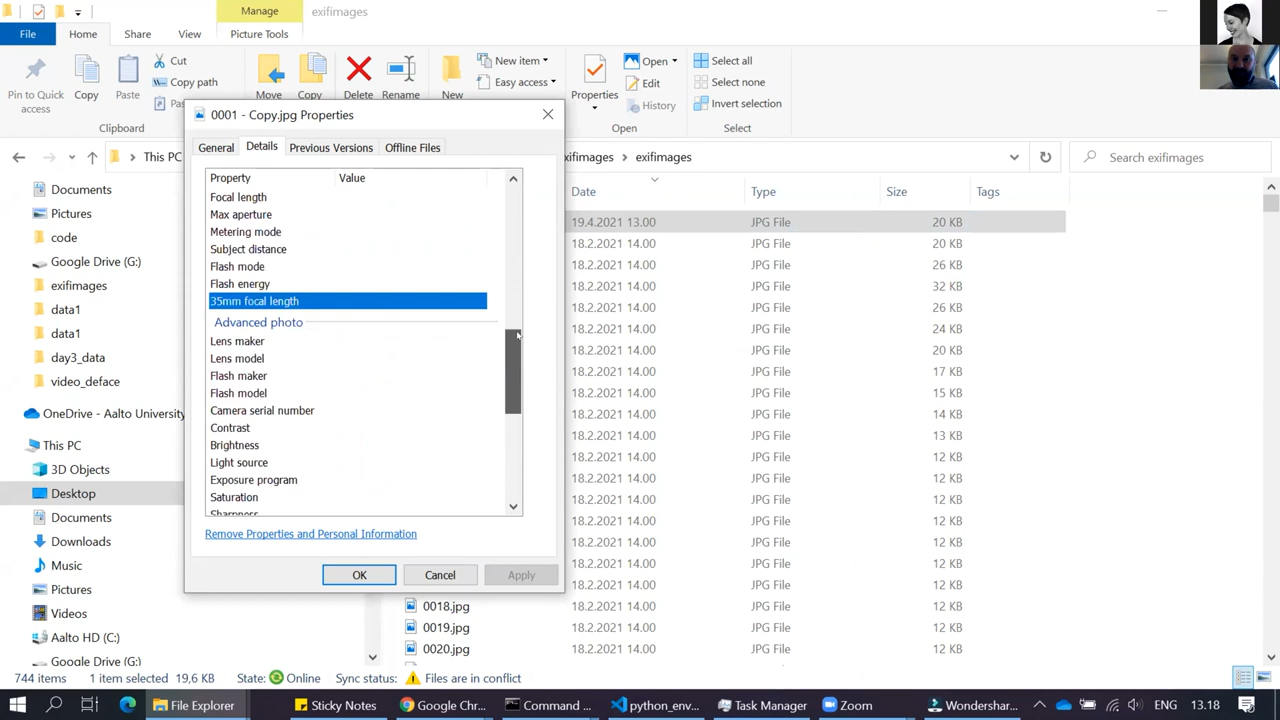 Manage
exifimages
File
Home
Share
View
Picture Tools
Pin to Quick
access
Copy
Paste
Cut
Copy path
Move
Copy
Delete
Rename
New
New item
Easy access
Properties
Open
Edit
History
Select all
Select none
Invert selection
Clipboard
Open
Select
This PC
exifimages
Search exifimages
Documents
Pictures
code
Google Drive (G:)
exifimages
data1
data1
day3_data
video_deface
OneDrive - Aalto University
This PC
3D Objects
Desktop
Documents
Downloads
Music
Pictures
Videos
Aalto HD (C:)
Google Drive (G:)
0001 - Copy.jpg Properties
General
Details
Previous Versions
Offline Files
Property Value
Focal length
Max aperture
Metering mode
Subject distance
Flash mode
Flash energy
35mm focal length
Advanced photo
Lens maker
Lens model
Flash maker
Flash model
Camera serial number
Contrast
Brightness
Light source
Exposure program
Saturation
Sharpness
Remove Properties and Personal Information
OK
Cancel
Apply
Date Type Size Tags
19.4.2021 13.00 JPG File 20 KB
18.2.2021 14.00 JPG File 20 KB
18.2.2021 14.00 JPG File 26 KB
18.2.2021 14.00 JPG File 32 KB
18.2.2021 14.00 JPG File 26 KB
18.2.2021 14.00 JPG File 24 KB
18.2.2021 14.00 JPG File 20 KB
18.2.2021 14.00 JPG File 17 KB
18.2.2021 14.00 JPG File 15 KB
18.2.2021 14.00 JPG File 14 KB
18.2.2021 14.00 JPG File 13 KB
18.2.2021 14.00 JPG File 12 KB
18.2.2021 14.00 JPG File 12 KB
18.2.2021 14.00 JPG File 12 KB
18.2.2021 14.00 JPG File 12 KB
18.2.2021 14.00 JPG File 12 KB
18.2.2021 14.00 JPG File 12 KB
18.2.2021 14.00 JPG File 12 KB
0018.jpg 18.2.2021 14.00 JPG File 12 KB
0019.jpg 18.2.2021 14.00 JPG File 12 KB
0020.jpg 18.2.2021 14.00 JPG File 12 KB
744 items 1 item selected 19,6 KB State: Online Sync status: Files are in conflict
File Explorer
Sticky Notes
Google Chr...
Command ...
python_env...
Task Manager
Zoom
Wondershar...
ENG
13.18